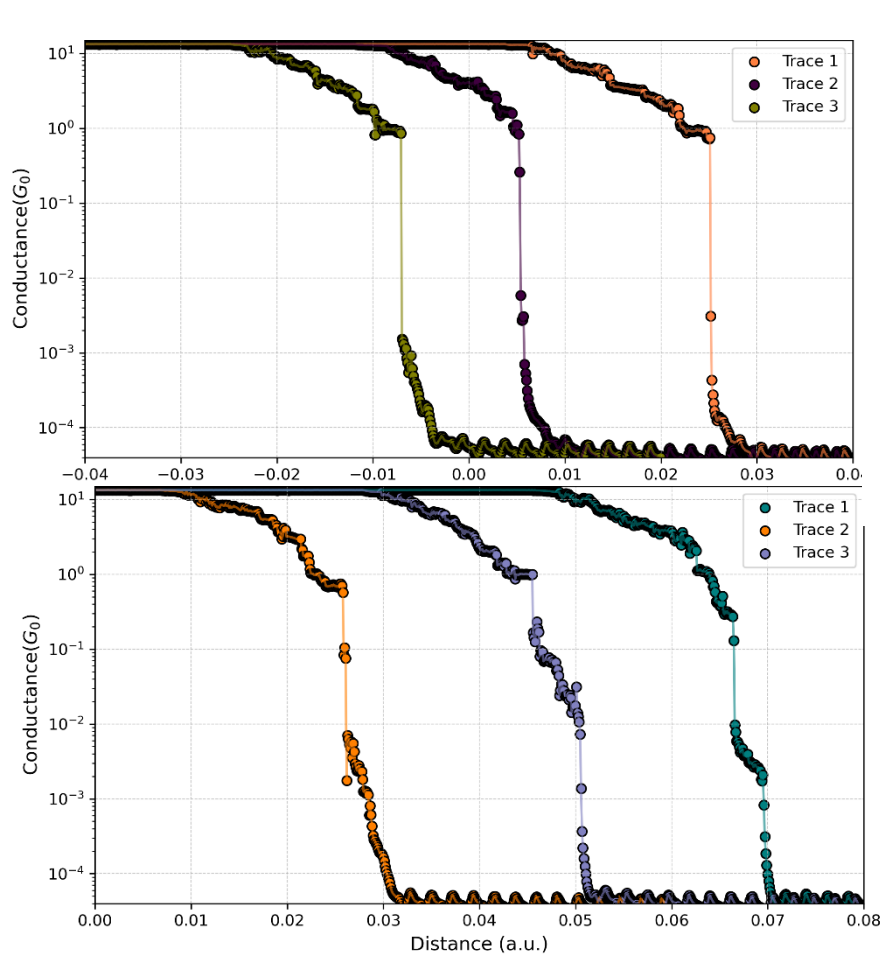 10¹
10⁰
10⁻¹
10⁻²
10⁻³
10⁻⁴
Conductance(G₀)
Trace 1
Trace 2
Trace 3
−0.04 −0.03 −0.02 −0.01 0.00 0.01 0.02 0.03 0.0
10¹
10⁰
10⁻¹
10⁻²
10⁻³
10⁻⁴
Conductance(G₀)
Trace 1
Trace 2
Trace 3
0.00 0.01 0.02 0.03 0.04 0.05 0.06 0.07 0.08
Distance (a.u.)